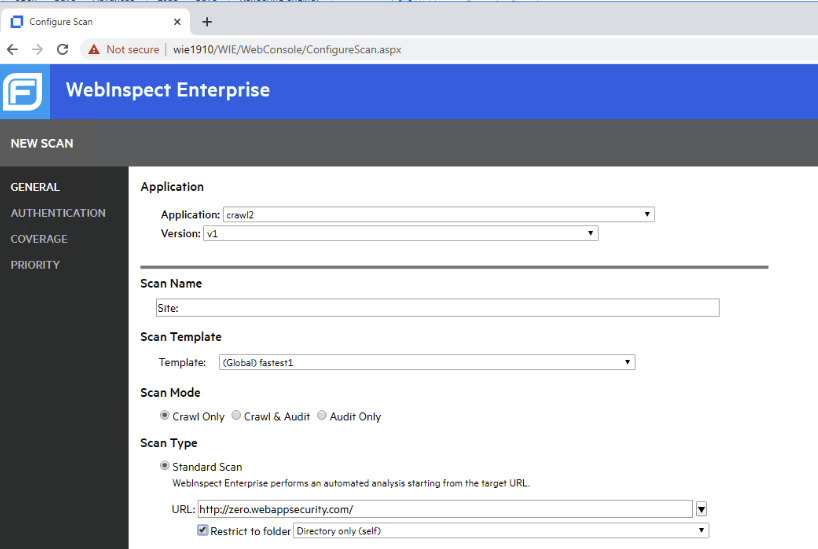 Configure Scan
Not secure | wie1910/WIE/WebConsole/ConfigureScan.aspx
WebInspect Enterprise
NEW SCAN
GENERAL
AUTHENTICATION
COVERAGE
PRIORITY
Application
Application: crawl2
Version: v1
Scan Name
Site:
Scan Template
Template: (Global) fastest1
Scan Mode
Crawl Only Crawl & Audit Audit Only
Scan Type
Standard Scan
WebInspect Enterprise performs an automated analysis starting from the target URL.
URL: http://zero.webappsecurity.com/
Restrict to folder Directory only (self)